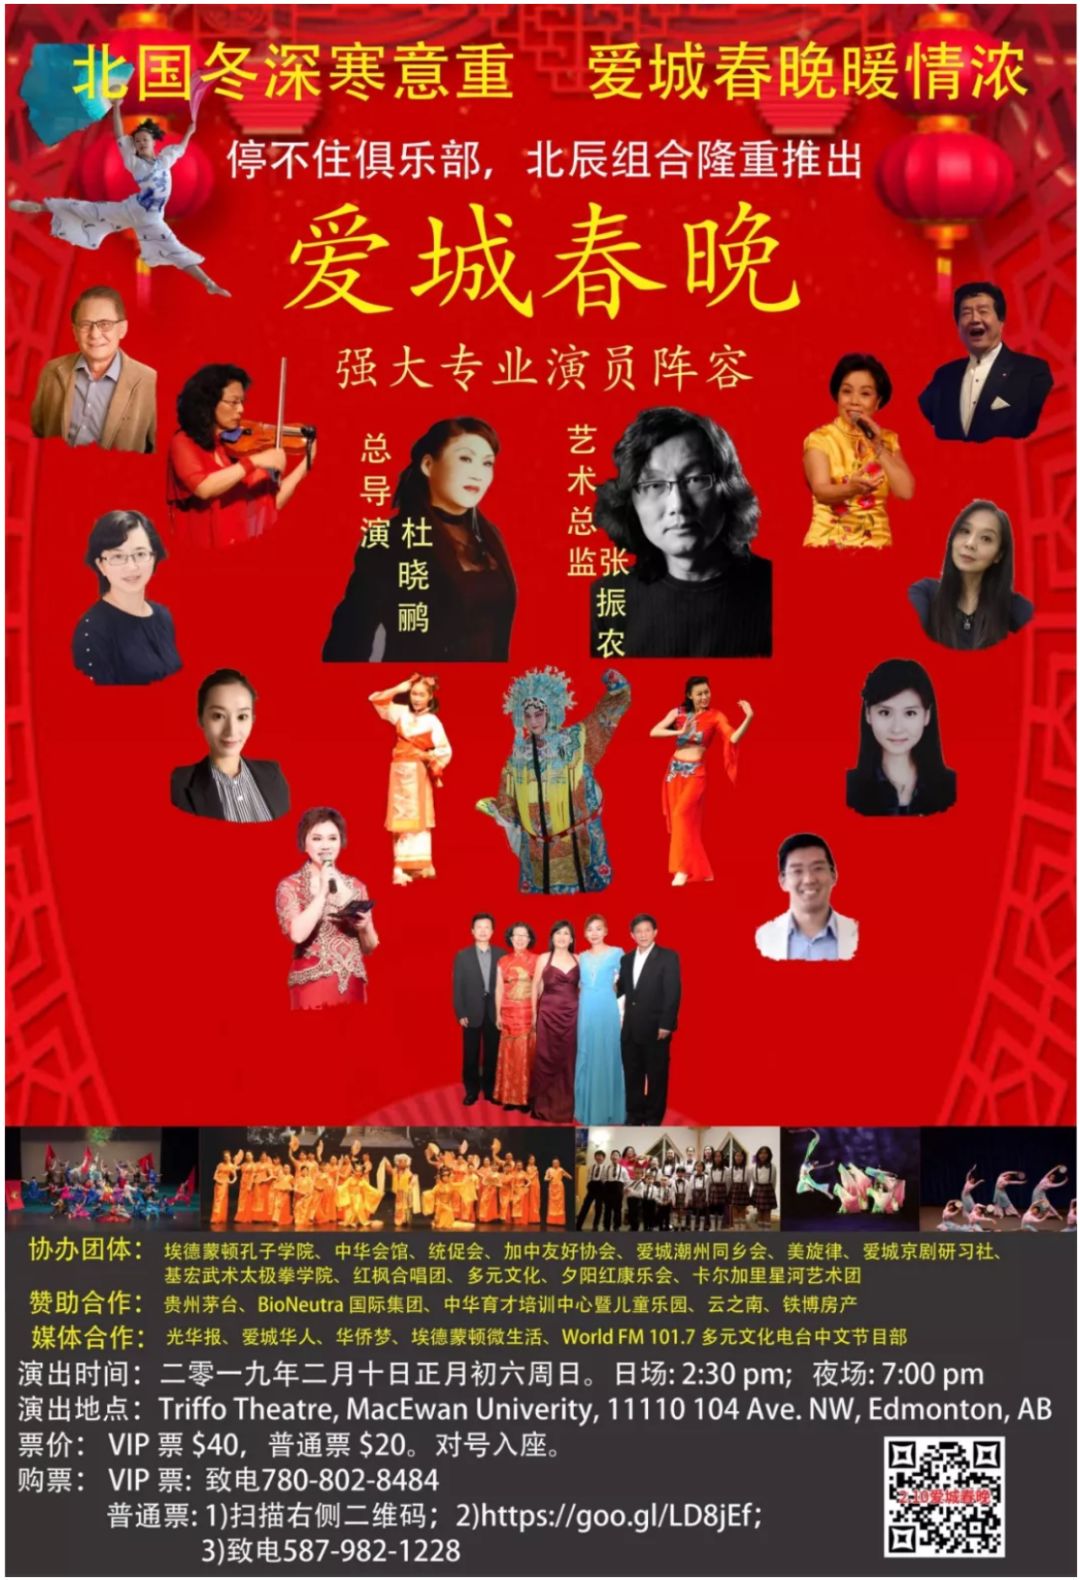 北国冬深寒意重 爱城春晚暖情浓
停不住俱乐部，北辰组合隆重推出
爱城春晚
强大专业演员阵容
总导演
杜晓鹂
艺术总监
张振农
协办团体：埃德蒙顿孔子学院、中华会馆、统促会、加中友好协会、爱城潮州同乡会、美旋律、爱城京剧研习社、
基宏武术太极拳学院、红枫合唱团、多元文化、夕阳红康乐会、卡尔加里星河艺术团
赞助合作：贵州茅台、BioNeutra 国际集团、中华育才培训中心暨儿童乐园、云之南、铁博房产
媒体合作：光华报、爱城华人、华侨梦、埃德蒙顿微生活、World FM 101.7 多元文化电台中文节目部
演出时间：二零一九年二月十日正月初六周日。日场: 2:30 pm；夜场: 7:00 pm
演出地点：Triffo Theatre, MacEwan Univerity, 11110 104 Ave. NW, Edmonton, AB
票价： VIP 票 $40，普通票 $20。对号入座。
购票： VIP 票: 致电780-802-8484
普通票: 1)扫描右侧二维码；2)https://goo.gl/LD8jEf；
3)致电587-982-1228
2.10爱城春晚